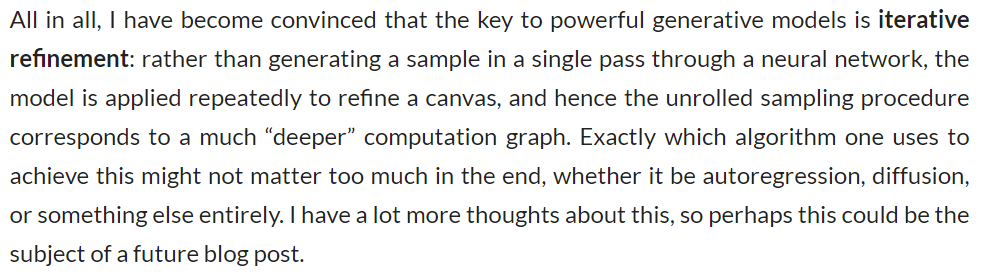 All in all, I have become convinced that the key to powerful generative models is iterative
refinement: rather than generating a sample in a single pass through a neural network, the
model is applied repeatedly to refine a canvas, and hence the unrolled sampling procedure
corresponds to a much “deeper” computation graph. Exactly which algorithm one uses to
achieve this might not matter too much in the end, whether it be autoregression, diffusion,
or something else entirely. I have a lot more thoughts about this, so perhaps this could be the
subject of a future blog post.